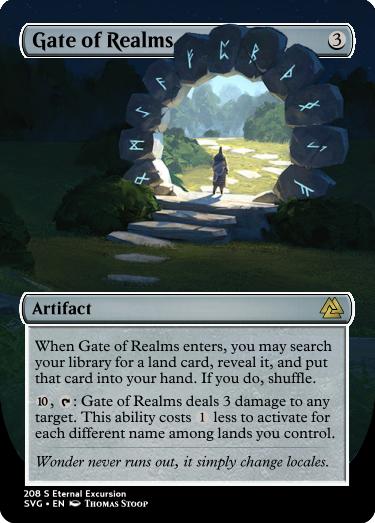 Gate of Realms 3
ᚠ ᛈ ᚱ
Artifact
When Gate of Realms enters, you may search
your library for a land card, reveal it, and put
that card into your hand. If you do, shuffle.
10, : Gate of Realms deals 3 damage to any
target. This ability costs 1 less to activate for
each different name among lands you control.
Wonder never runs out, it simply change locales.
208 S Eternal Excursion
SVG • EN Thomas Stoop